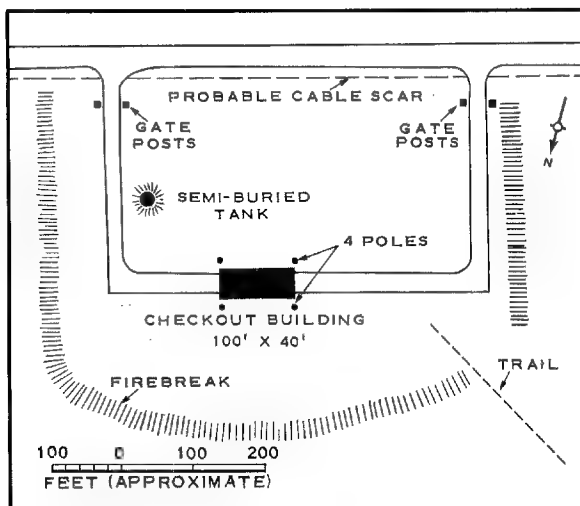 PROBABLE CABLE SCAR
GATE
POSTS
GATE
POSTS
N
SEMI-BURIED
TANK
4 POLES
CHECKOUT BUILDING
100' X 40'
TRAIL
FIREBREAK
100 0 100 200
FEET (APPROXIMATE)